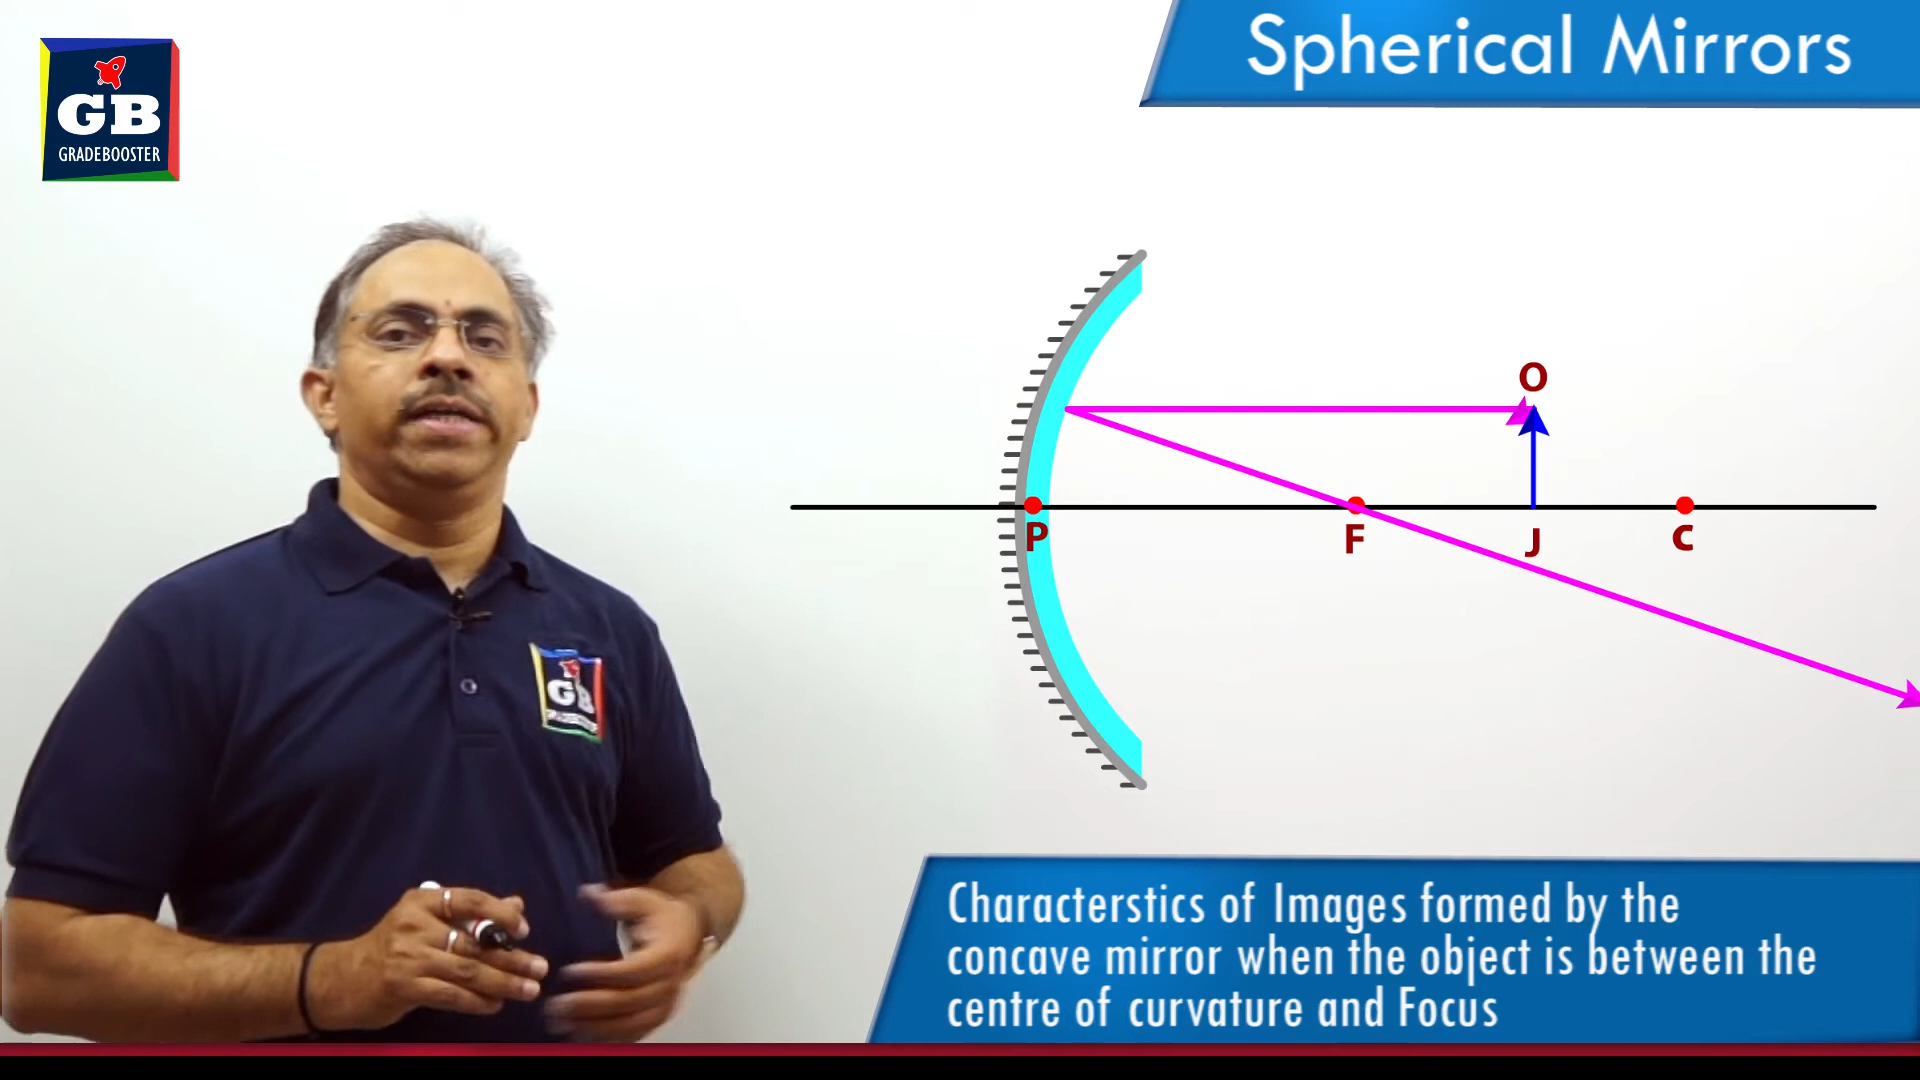 Spherical Mirrors
GB
GRADEBOOSTER
O
P
F
J
C
GB
Characterstics of Images formed by the
concave mirror when the object is between the
centre of curvature and Focus